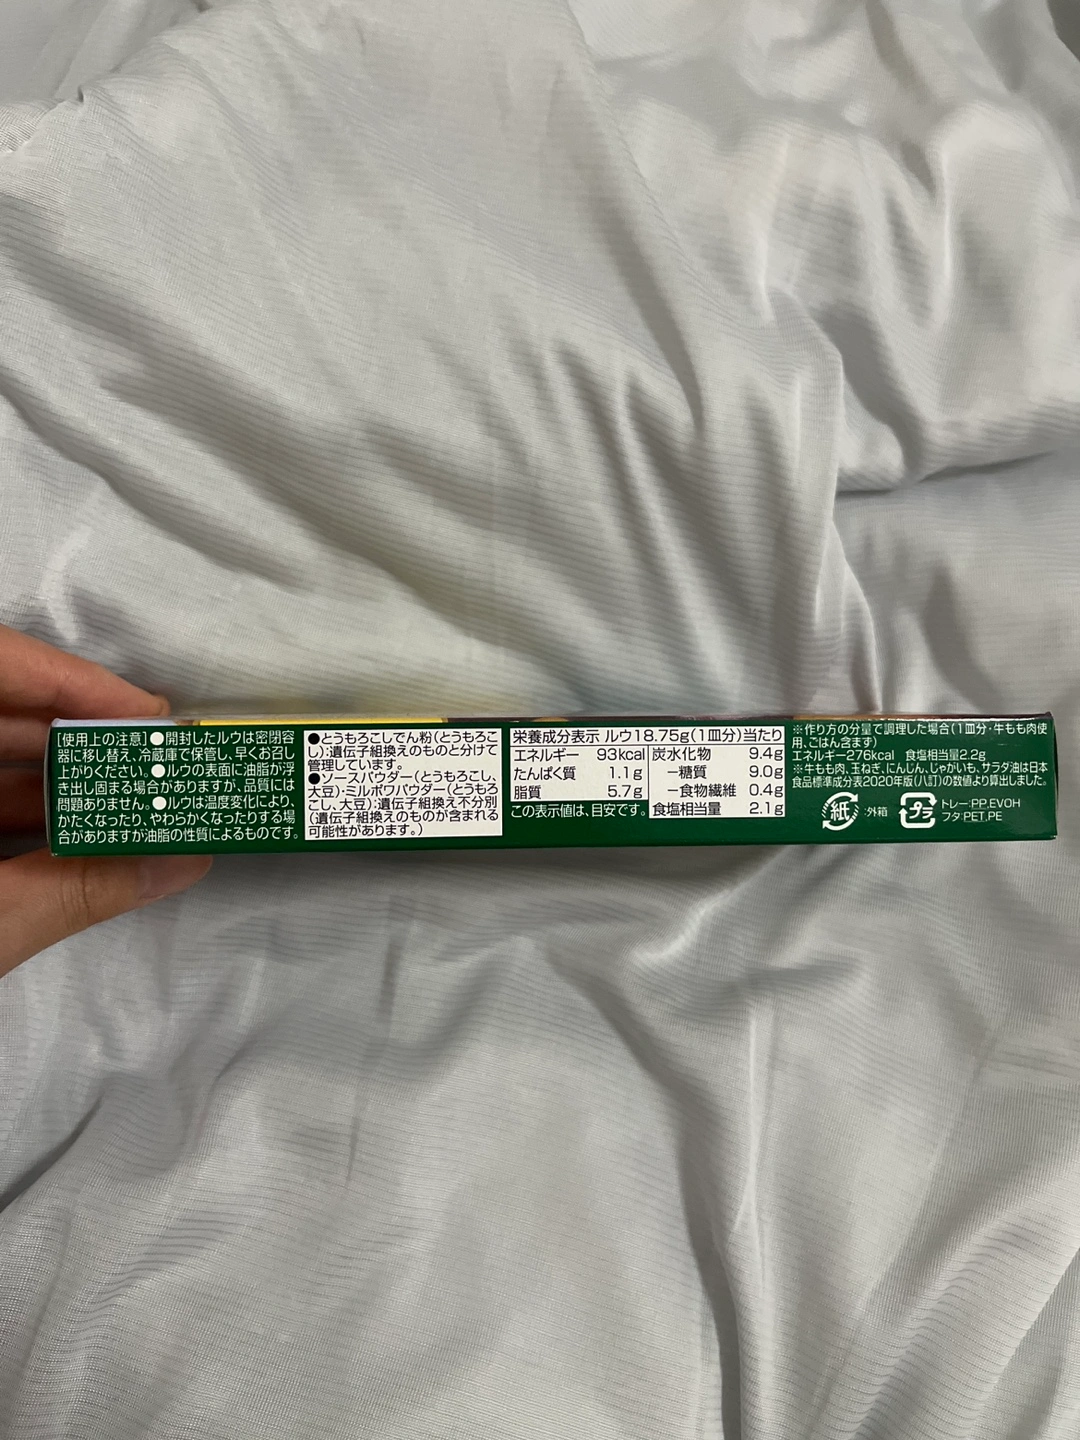 [使用上の注意]●開封したルウは密閉容
器に移し替え、冷蔵庫で保管し、早くお召し
上がりください。●ルウの表面に油脂が浮
き出し固まる場合がありますが、品質には
問題ありません。●ルウは温度変化により、
かたくなったり、やわらかくなったりする場
合がありますが油脂の性質によるものです。
●とうもろこしでん粉(とうもろこ
し):遺伝子組換えのものと分けて
管理しています。
●ソースパウダー(とうもろこし、
大豆)・ミルポワパウダー(とうもろ
こし、大豆):遺伝子組換え不分別
(遺伝子組換えのものが含まれる
可能性があります。)
栄養成分表示 ルウ18.75g(1皿分)当たり
エネルギー 93kcal
たんぱく質 1.1g
脂質 5.7g
この表示値は、目安です。
炭水化物 9.4g
－糖質 9.0g
－食物繊維 0.4g
食塩相当量 2.1g
※作り方の分量で調理した場合(1皿分・牛もも肉使
用、ごはん含まず)
エネルギー276kcal 食塩相当量2.2g
※牛もも肉、玉ねぎ、にんじん、じゃがいも、サラダ油は日本
食品標準成分表2020年版(八訂)の数値より算出しました。
紙 :外箱
プラ トレー:PP,EVOH
フタ:PET,PE